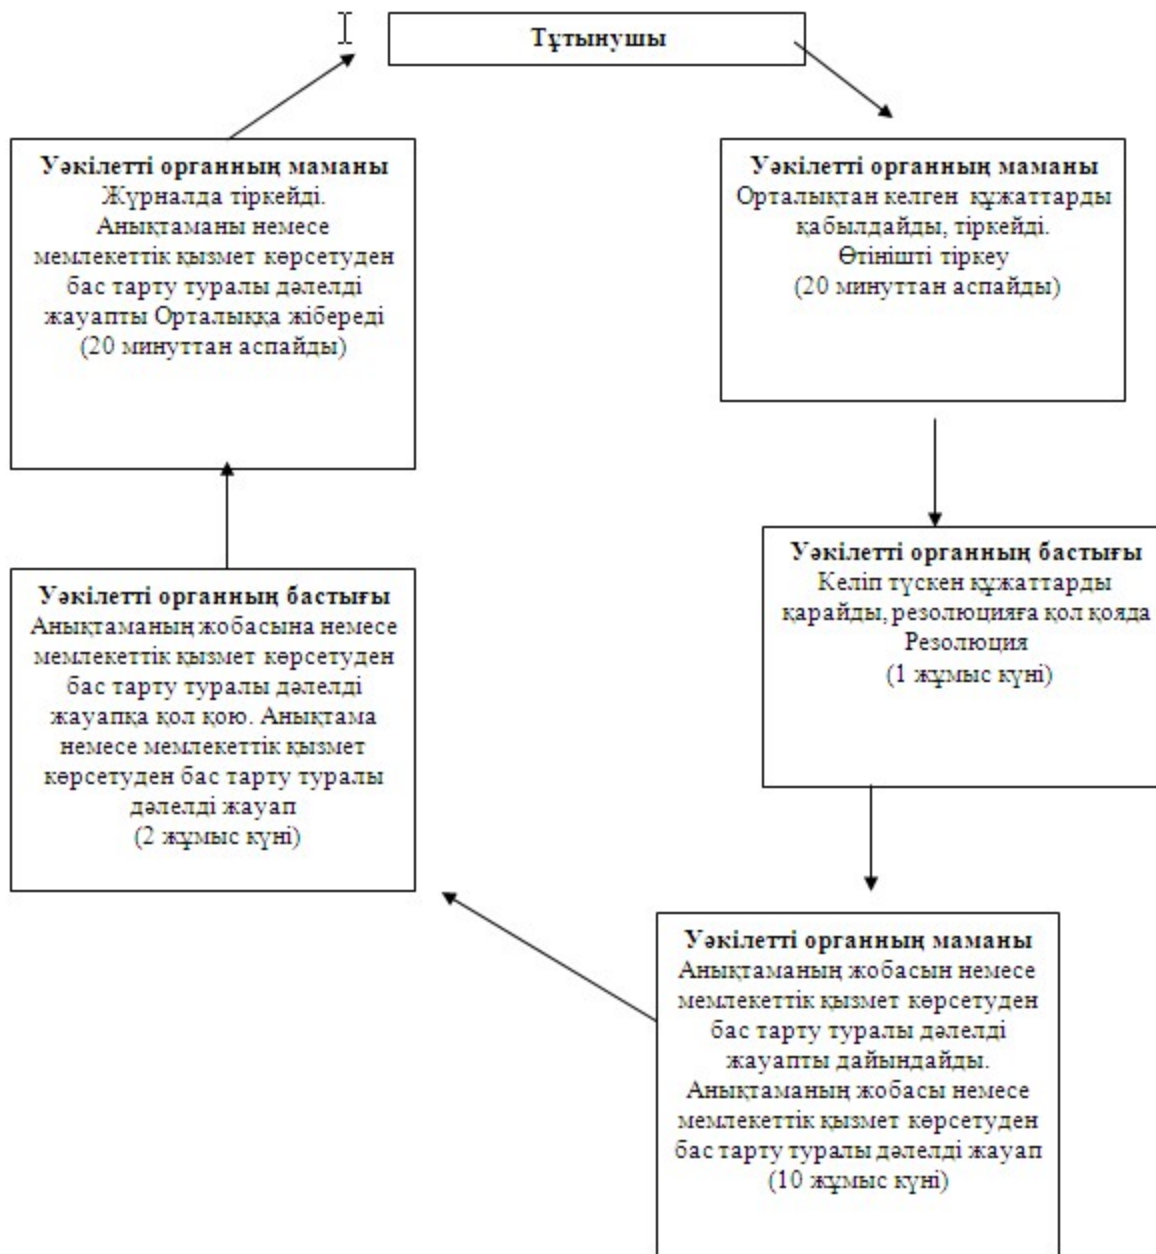 Тұтынушы
Уәкілетті органның маманы
Журналда тіркейді.
Анықтаманы немесе
мемлекеттік қызмет көрсетуден
бас тарту туралы дәлелді
жауапты Орталыққа жібереді
(20 минуттан аспайды)
Уәкілетті органның маманы
Орталықтан келген құжаттарды
қабылдайды, тіркейді.
Өтінішті тіркеу
(20 минуттан аспайды)
Уәкілетті органның бастығы
Келіп түскен құжаттарды
қарайды, резолюцияға қол қояда
Резолюция
(1 жұмыс күні)
Уәкілетті органның бастығы
Анықтаманың жобасына немесе
мемлекеттік қызмет көрсетуден
бас тарту туралы дәлелді
жауапқа қол қою. Анықтама
немесе мемлекеттік қызмет
көрсетуден бас тарту туралы
дәлелді жауап
(2 жұмыс күні)
Уәкілетті органның маманы
Анықтаманың жобасын немесе
мемлекеттік қызмет көрсетуден
бас тарту туралы дәлелді
жауапты дайындайды.
Анықтаманың жобасы немесе
мемлекеттік қызмет көрсетуден
бас тарту туралы дәлелді жауап
(10 жұмыс күні)